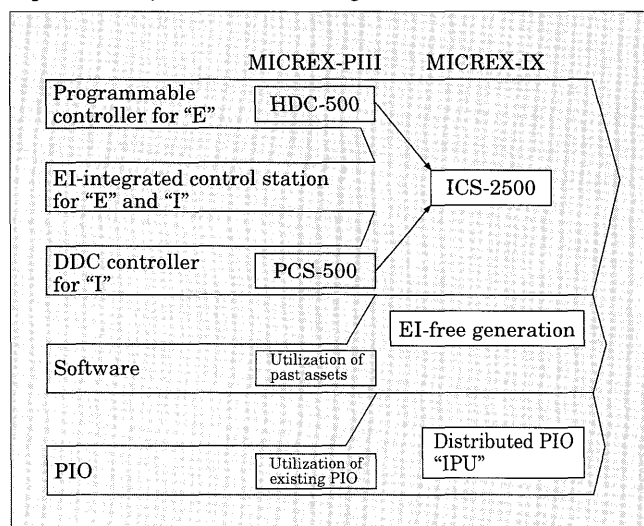 MICREX-PIII MICREX-IX
Programmable
controller for "E"
HDC-500
EI-integrated control station
for "E" and "I"
ICS-2500
DDC controller
for "I"
PCS-500
EI-free generation
Software
Utilization of
past assets
Distributed PIO
"IPU"
PIO
Utilization of
existing PIO